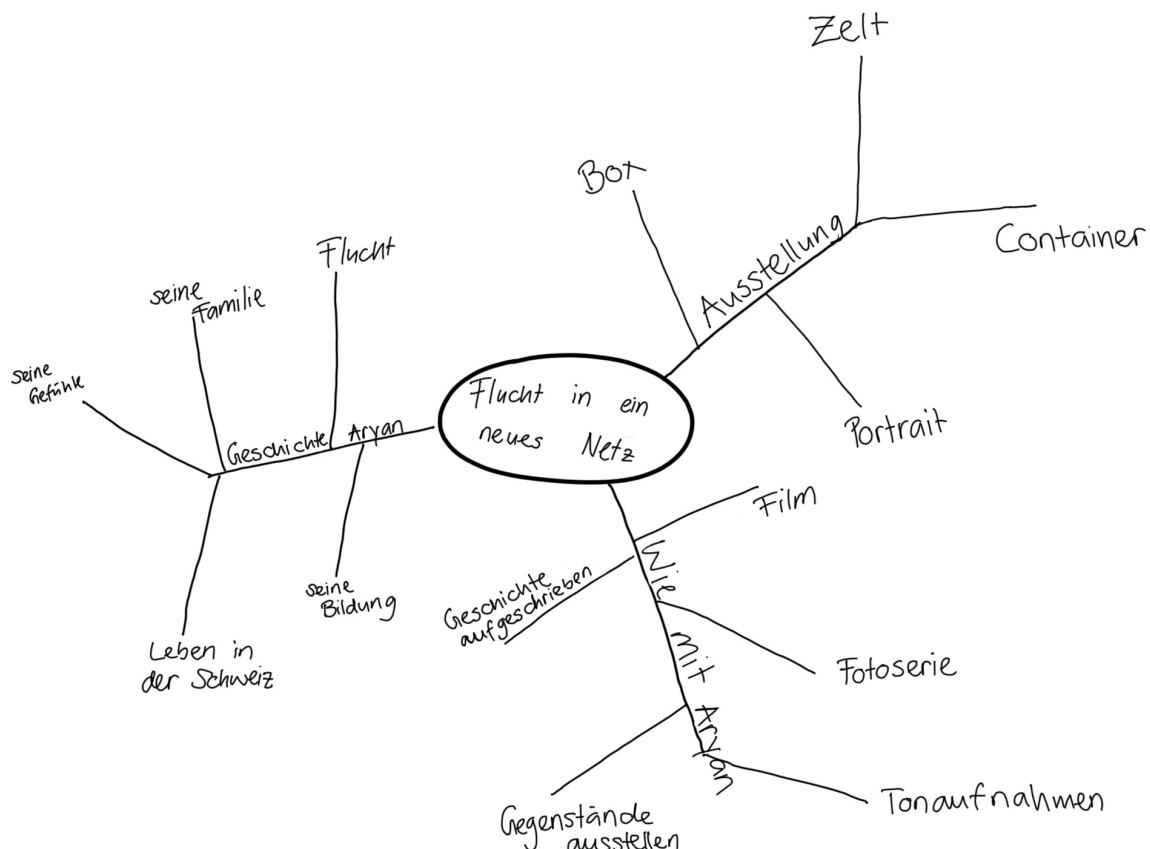 Zelt
Box
Ausstellung
Container
Portrait
Flucht
seine
Familie
seine
Gefühle
Geschichte Aryan
seine
Bildung
Leben in
der Schweiz
Flucht in ein
neues Netz
Film
Wie mit Aryan
Geschichte
aufgeschrieben
Fotoserie
Gegenstände
ausstellen
Tonaufnahmen